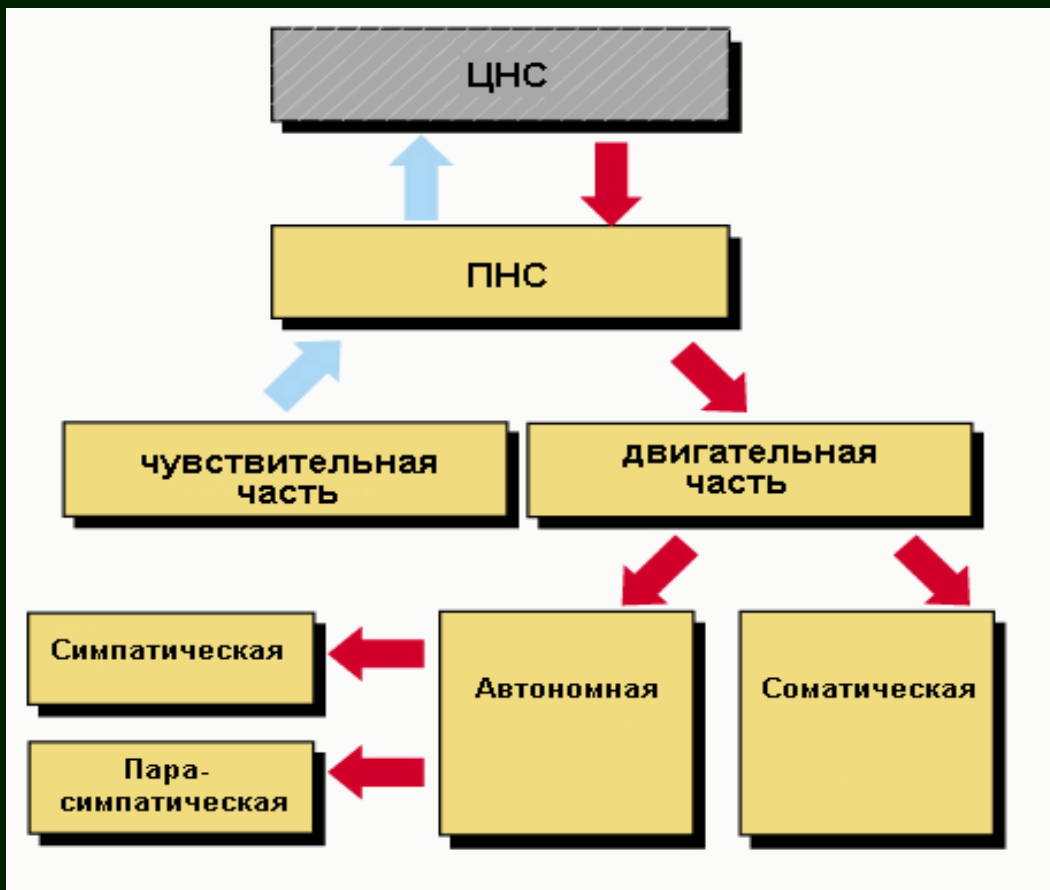 ЦНС
ПНС
чувствительная
часть
двигательная
часть
Симпатическая
Автономная
Соматическая
Пара-
симпатическая